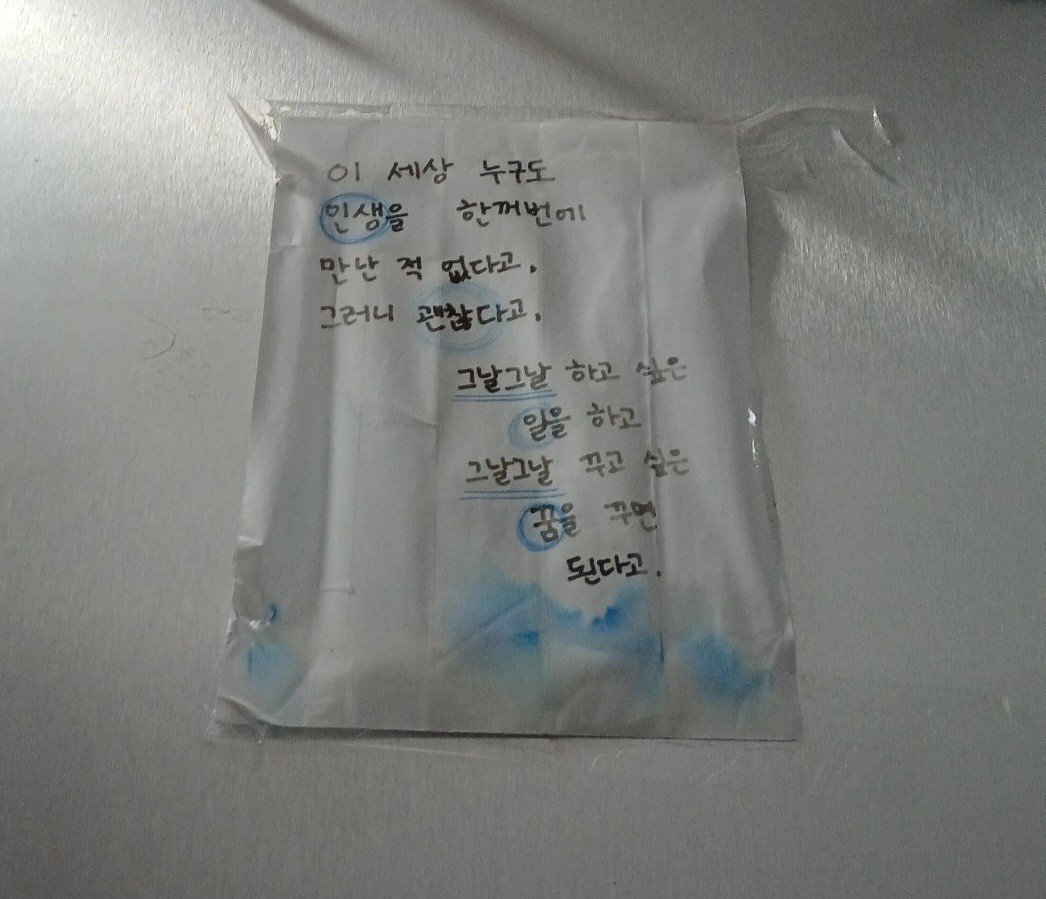 이 세상 누구도
인생을 한꺼번에
만난 적 없다고.
그러니 괜찮다고.
그날그날 하고 싶은
일을 하고
그날그날 꾸고 싶은
꿈을 꾸면
된다고.